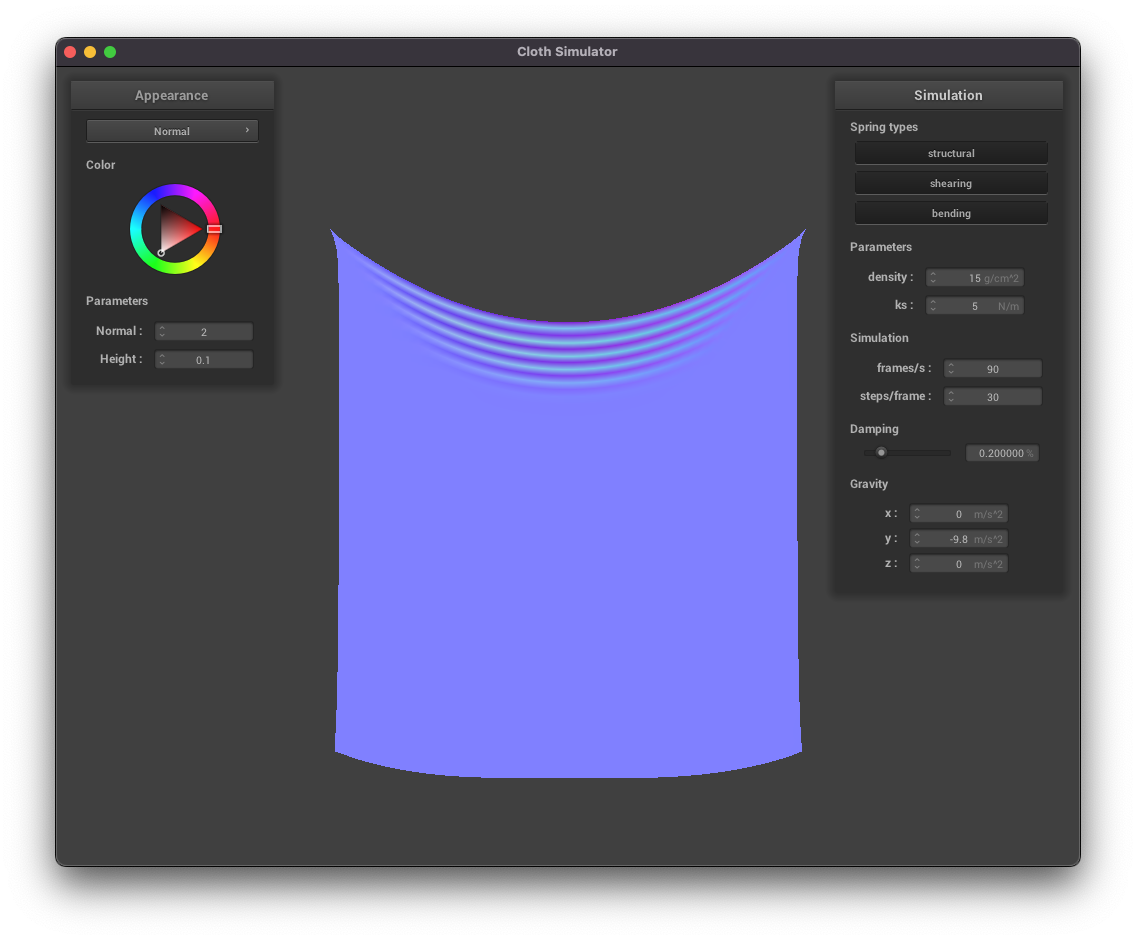 Cloth Simulator
Appearance
Normal ›
Color
Parameters
Normal : 2
Height : 0.1
Simulation
Spring types
structural
shearing
bending
Parameters
density : 15 g/cm^2
ks : 5 N/m
Simulation
frames/s : 90
steps/frame : 30
Damping
0.200000 %
Gravity
x : 0 m/s^2
y : -9.8 m/s^2
z : 0 m/s^2